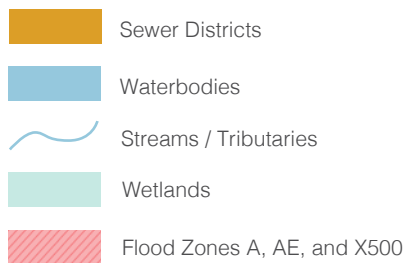 Sewer Districts
Waterbodies
Streams / Tributaries
Wetlands
Flood Zones A, AE, and X500